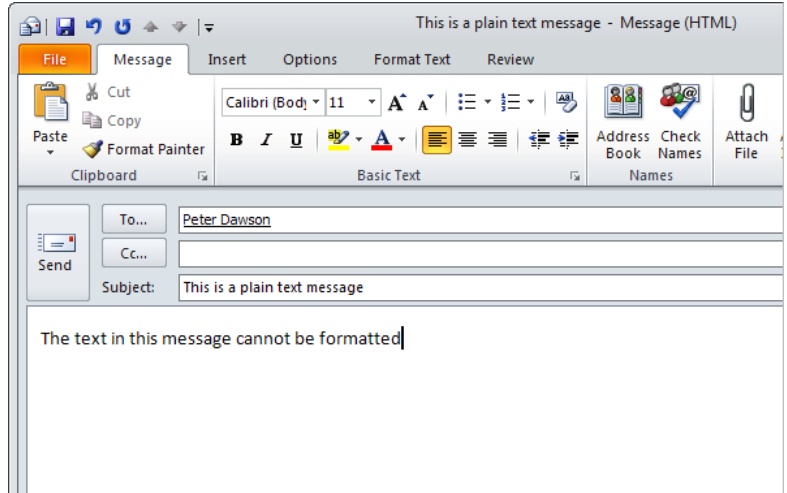 This is a plain text message - Message (HTML)
File Message Insert Options Format Text Review
Cut
Copy
Format Painter
Paste
Calibri (Body 11 A A
B I U ab A
Address Book
Check Names
Attach File
Clipboard Basic Text Names
To... Peter Dawson
Cc...
Send
Subject: This is a plain text message
The text in this message cannot be formatted